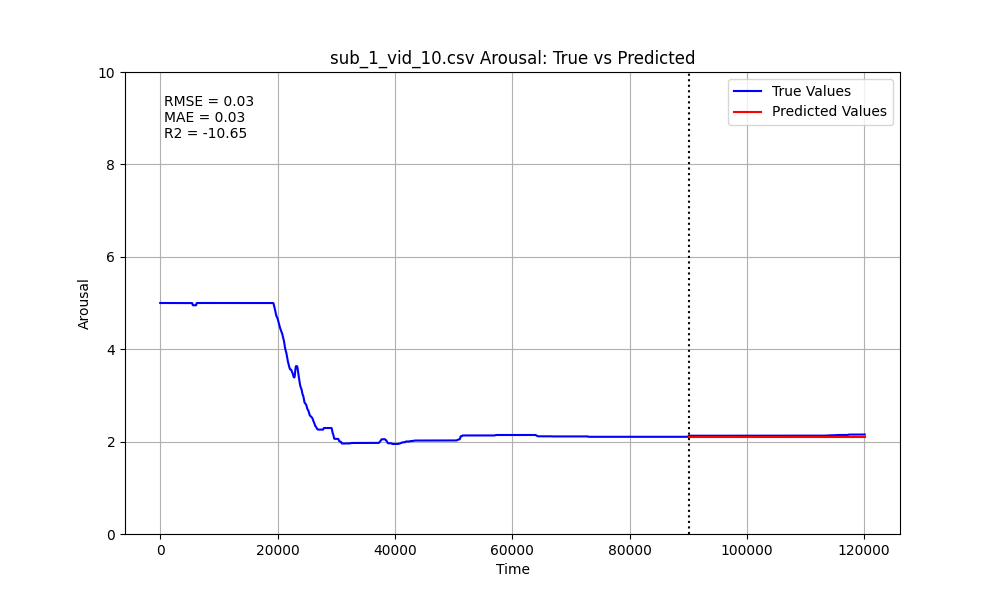 sub_1_vid_10.csv Arousal: True vs Predicted
RMSE = 0.03
MAE = 0.03
R2 = -10.65
True Values
Predicted Values
10
8
6
4
2
0
Arousal
0 20000 40000 60000 80000 100000 120000
Time